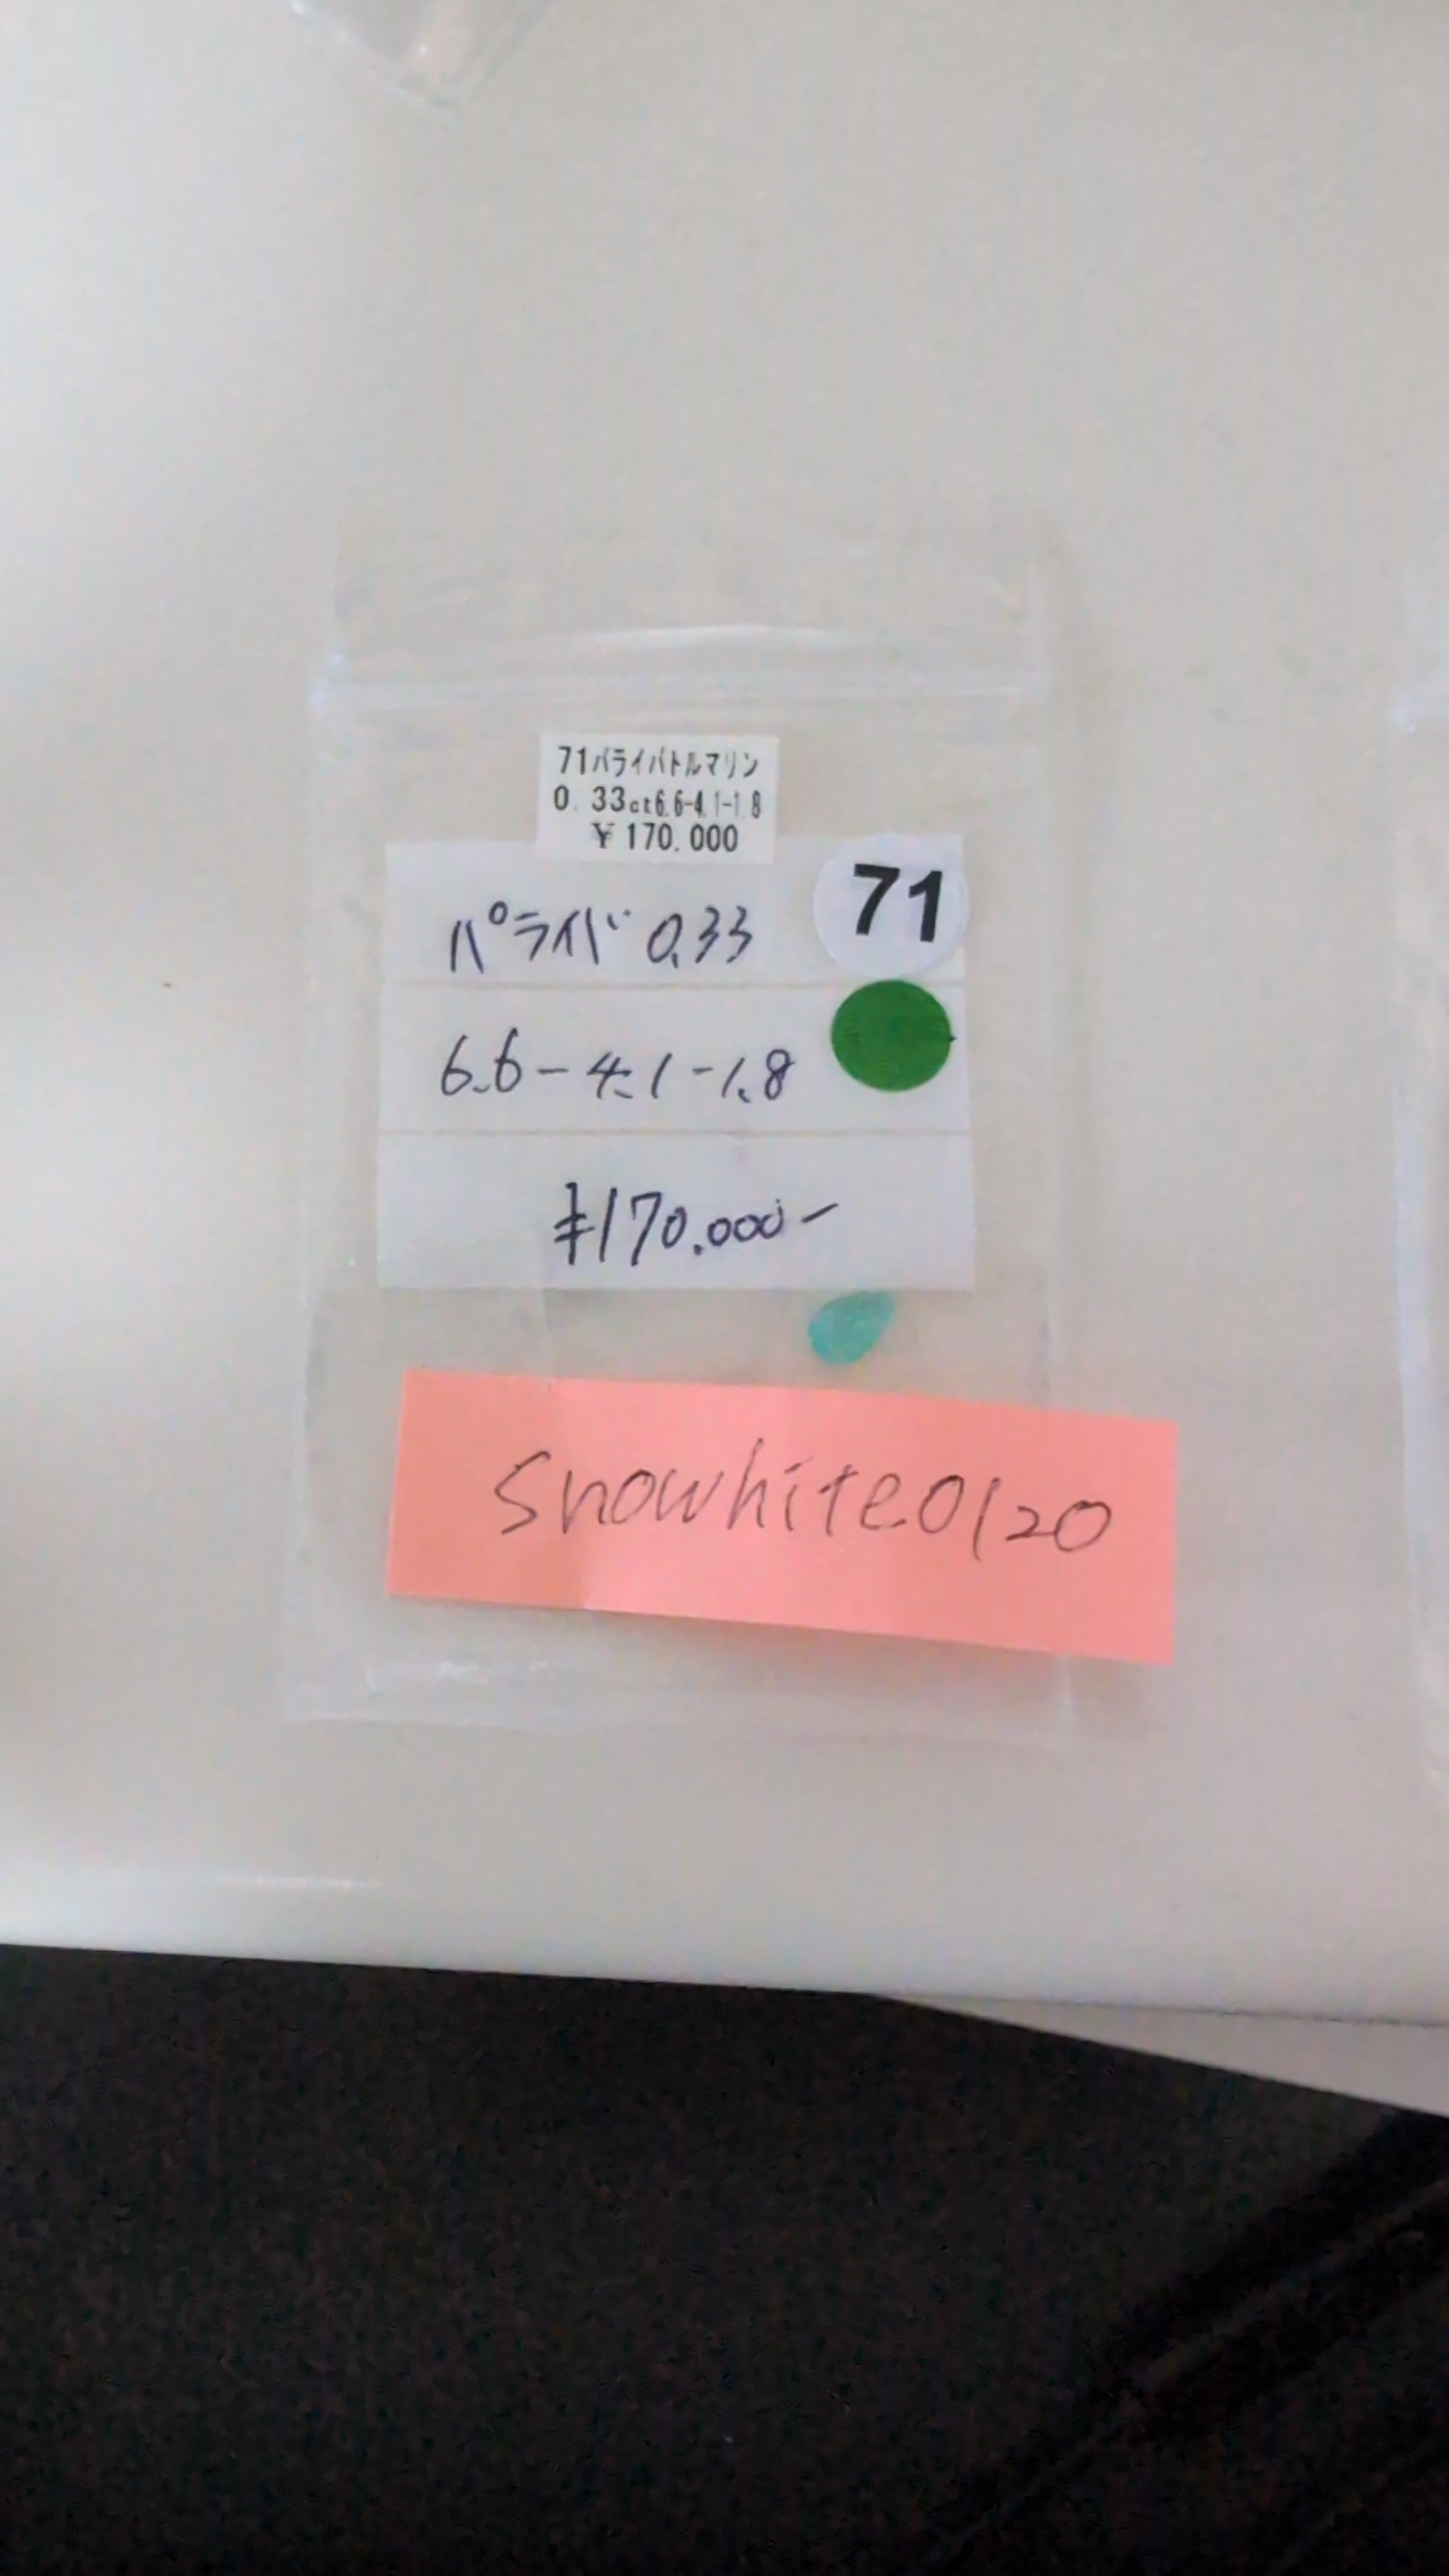 71パライバトルマリン
0.33ct6.6-4.1-1.8
¥170.000
71
パライバ 0.33
6.6-4.1-1.8
¥170.000-
Snowhite0120